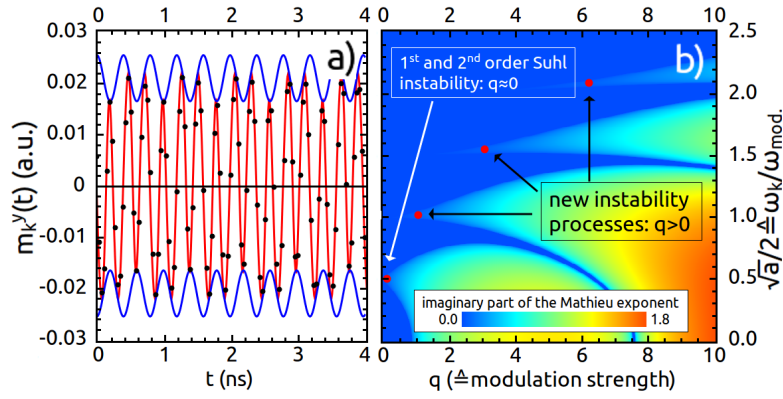 0 1 2 3 4
0.03
0.02
0.01
0
-0.01
-0.02
-0.03
a)
m_k^y(t) (a.u.)
0 1 2 3 4
t (ns)
0 2 4 6 8 10
b)
1st and 2nd order Suhl
instability: q≈0
new instability
processes: q>0
imaginary part of the Mathieu exponent
0.0 1.8
2.5
2.0
1.5
1.0
0.5
0.0
√a/2≙ω_k/ω_mod.
0 2 4 6 8 10
q (≙modulation strength)